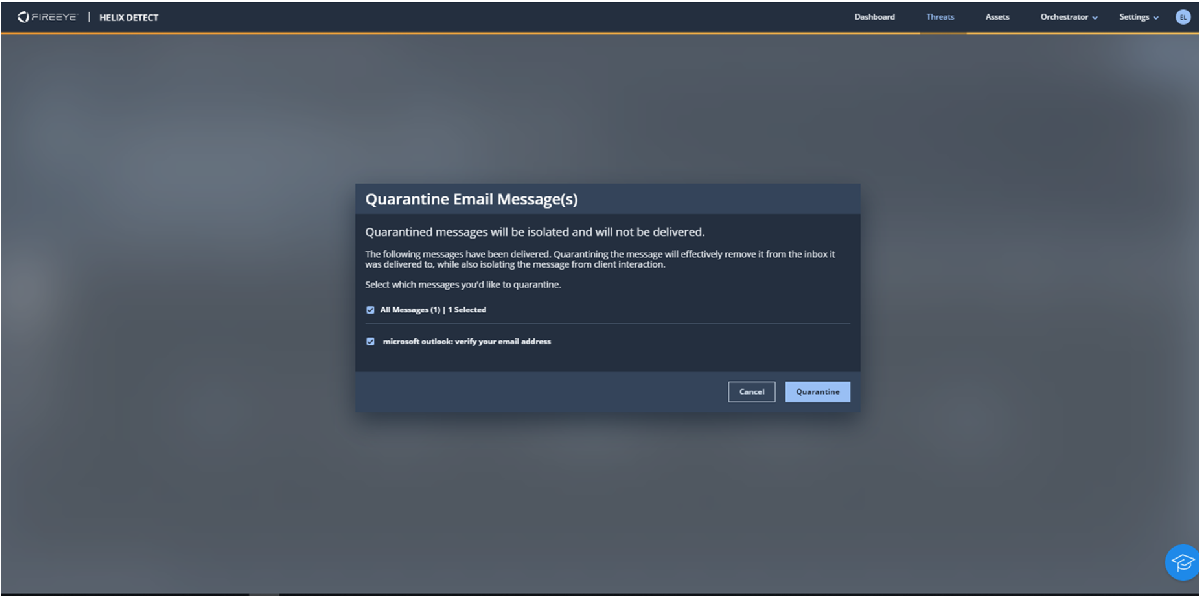 FIREEYE | HELIX DETECT
Dashboard Threats Assets Orchestrator Settings EL
Quarantine Email Message(s)
Quarantined messages will be isolated and will not be delivered.
The following messages have been delivered. Quarantining the message will effectively remove it from the inbox it
was delivered to, while also isolating the message from client interaction.
Select which messages you'd like to quarantine.
All Messages (1) | 1 Selected
microsoft outlook: verify your email address
Cancel Quarantine